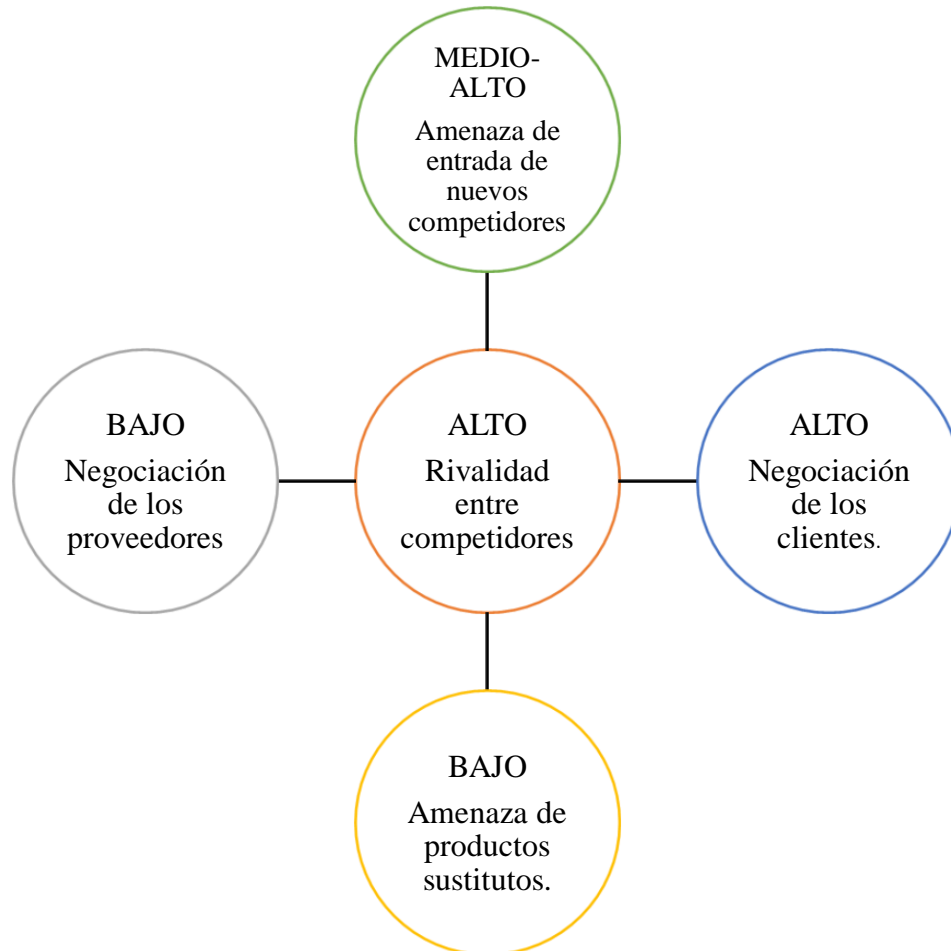 MEDIO-
ALTO
Amenaza de
entrada de
nuevos
competidores
BAJO
Negociación
de los
proveedores
ALTO
Rivalidad
entre
competidores
ALTO
Negociación
de los
clientes.
BAJO
Amenaza de
productos
sustitutos.